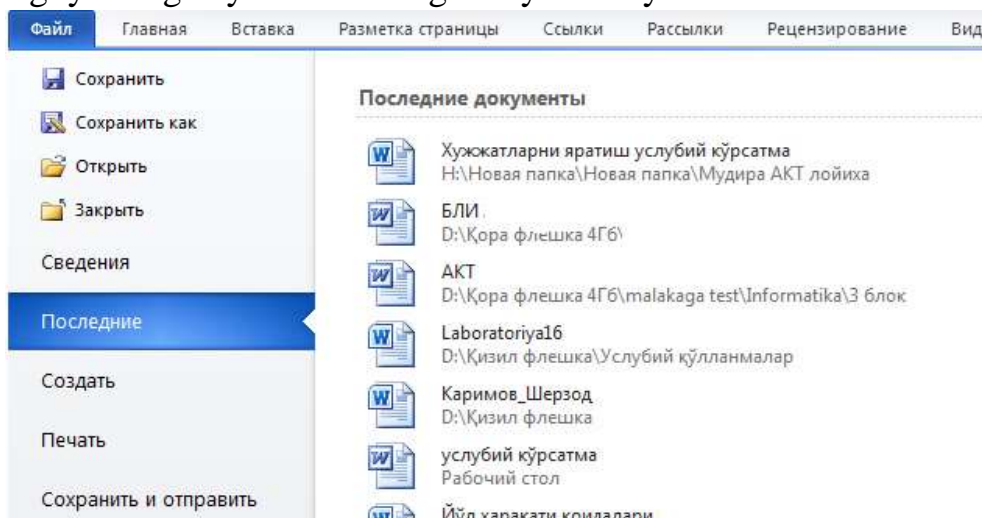 Файл Главная Вставка Разметка страницы Ссылки Рассылки Рецензирование Вид
Сохранить
Сохранить как
Открыть
Закрыть
Сведения
Последние
Создать
Печать
Сохранить и отправить
Последние документы
Хужжатларни яратиш услубий кўрсатма
H:\Новая папка\Новая папка\Мудира АКТ лойиха
БЛИ
D:\Қора флешка 4Гб\
АКТ
D:\Қора флешка 4Гб\malakaga test\Informatika\3 блок
Laboratoriya16
D:\Қизил флешка\Услубий қўлланмалар
Каримов_Шерзод
D:\Қизил флешка
услубий кўрсатма
Рабочий стол
Йўл харакати коидалари